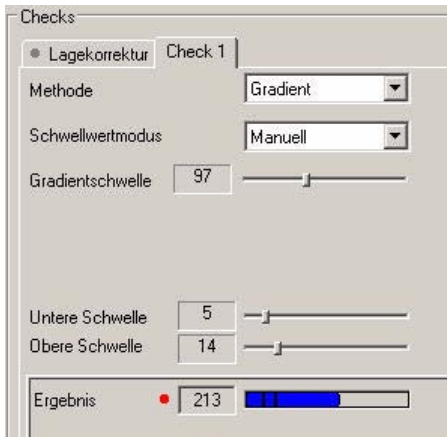 Checks
Lagekorrektur Check 1
Methode Gradient
Schwellwertmodus Manuell
Gradientschwelle 97
Untere Schwelle 5
Obere Schwelle 14
Ergebnis 213